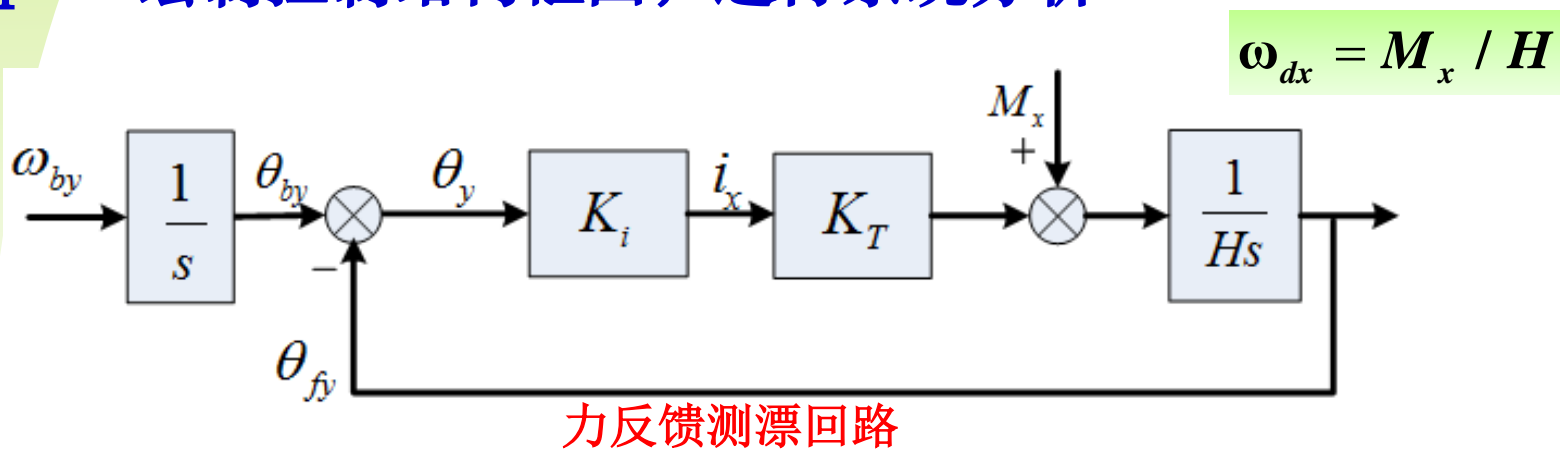 ω_dx = M_x / H
M_x
+
ω_by
1/s
θ_by
θ_y
K_i
i_x
K_T
1/Hs
−
θ_fy
力反馈测漂回路